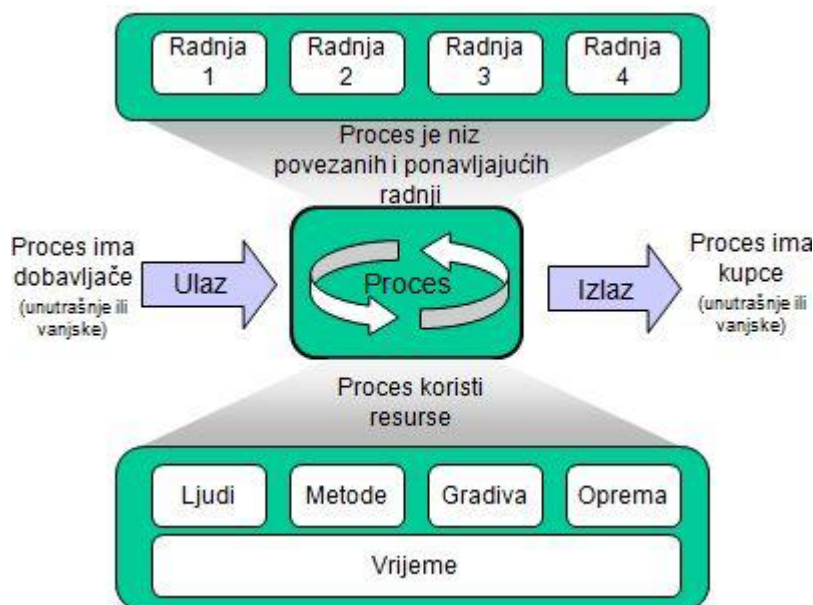 Radnja
1
Radnja
2
Radnja
3
Radnja
4
Proces je niz
povezanih i ponavljajućih
radnji
Proces ima
dobavljače
(unutrašnje ili
vanjske)
Ulaz
Proces
Izlaz
Proces ima
kupce
(unutrašnje ili
vanjske)
Proces koristi
resurse
Ljudi
Metode
Gradiva
Oprema
Vrijeme